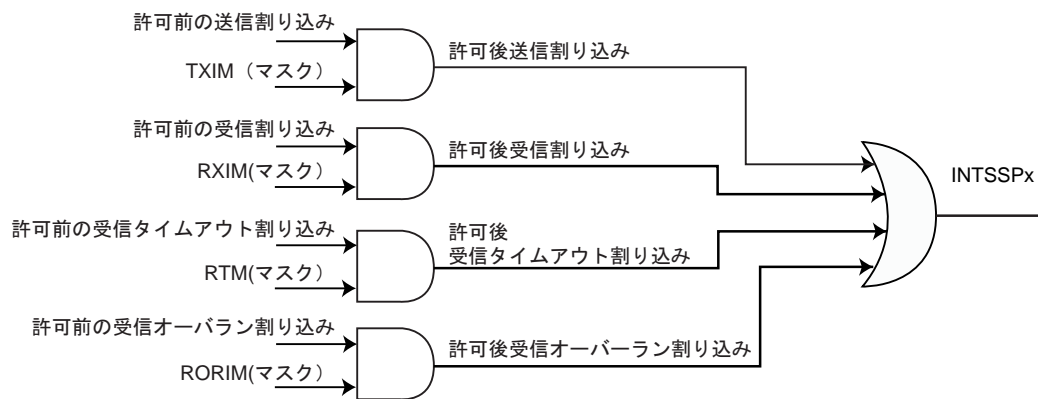 許可前の送信割り込み
TXIM（マスク）
許可後送信割り込み
許可前の受信割り込み
RXIM(マスク）
許可後受信割り込み
INTSSPx
許可前の受信タイムアウト割り込み
RTM(マスク）
許可後
受信タイムアウト割り込み
許可前の受信オーバラン割り込み
RORIM(マスク）
許可後受信オーバーラン割り込み